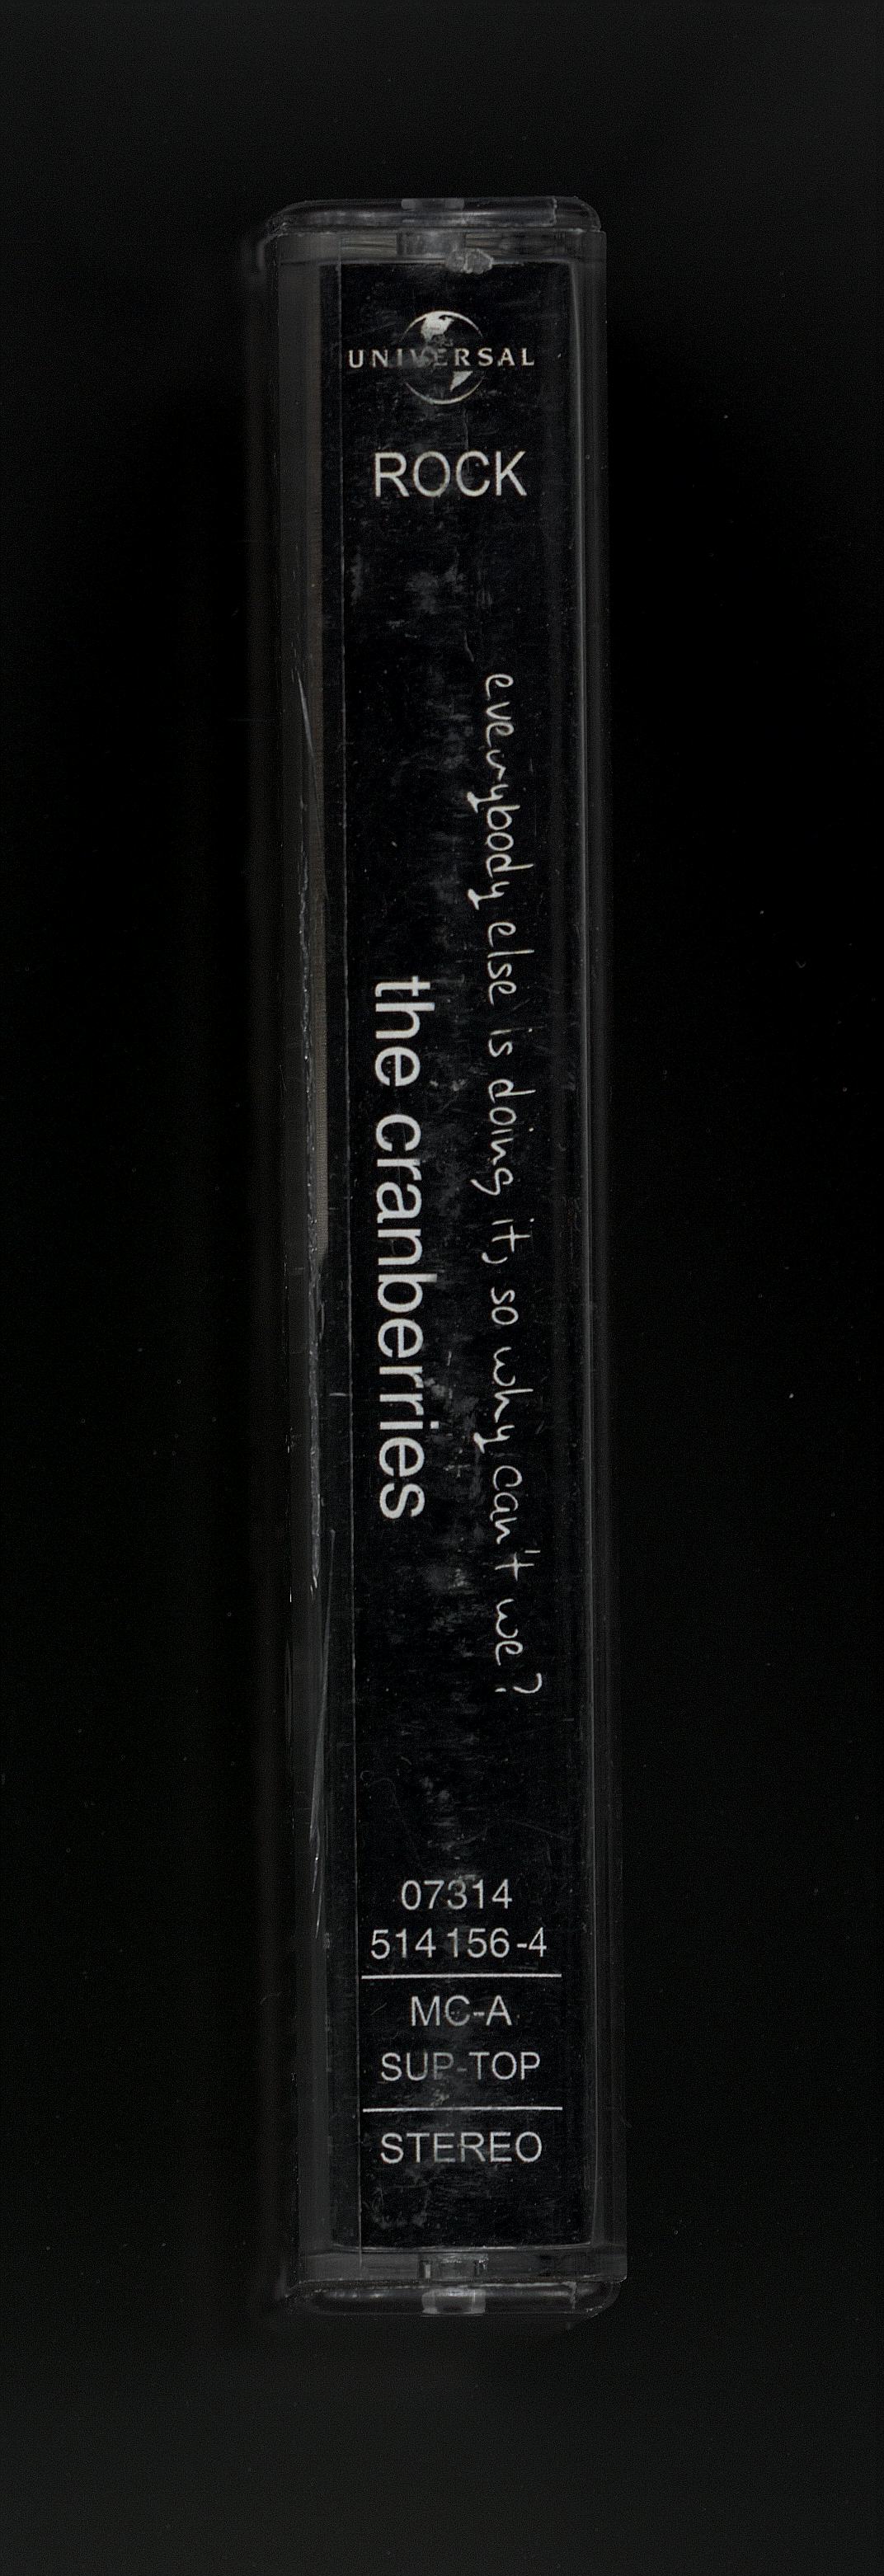 UNIVERSAL
ROCK
everybody else is doing it, so why can't we?
the cranberries
07314
514 156-4
MC-A
SUP-TOP
STEREO